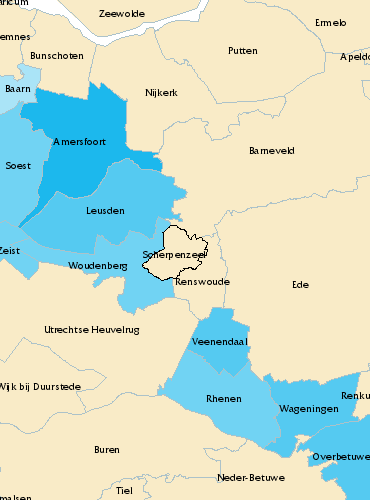 aricum
Zeewolde
Ermelo
emnes
Bunschoten
Putten
Apeldo
Baarn
Nijkerk
Amersfoort
Barneveld
Soest
Leusden
Zeist
Woudenberg
Scherpenzeel
Renswoude
Ede
Utrechtse Heuvelrug
Veenendaal
Wijk bij Duurstede
Rhenen
Wageningen
Renku
Buren
Overbetuwe
Neder-Betuwe
Tiel
malsen